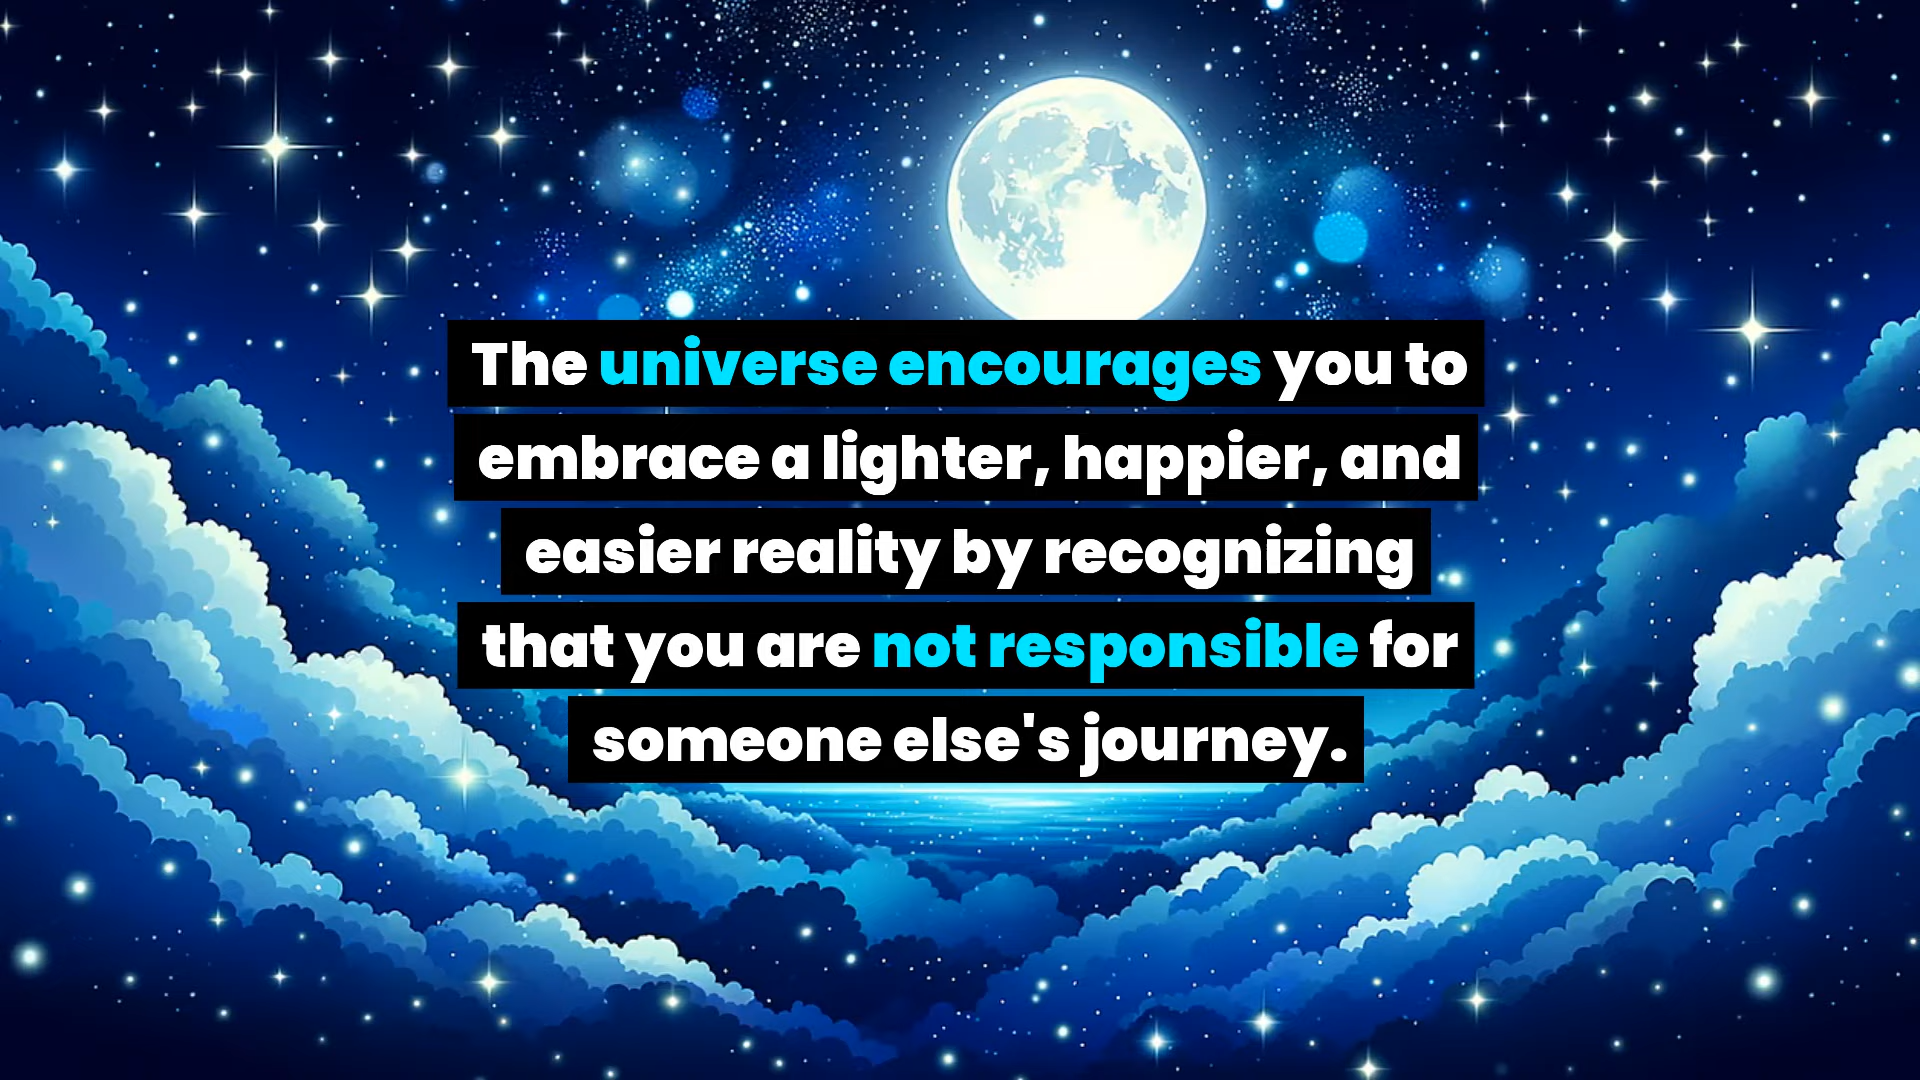 The universe encourages you to
embrace a lighter, happier, and
easier reality by recognizing
that you are not responsible for
someone else's journey.